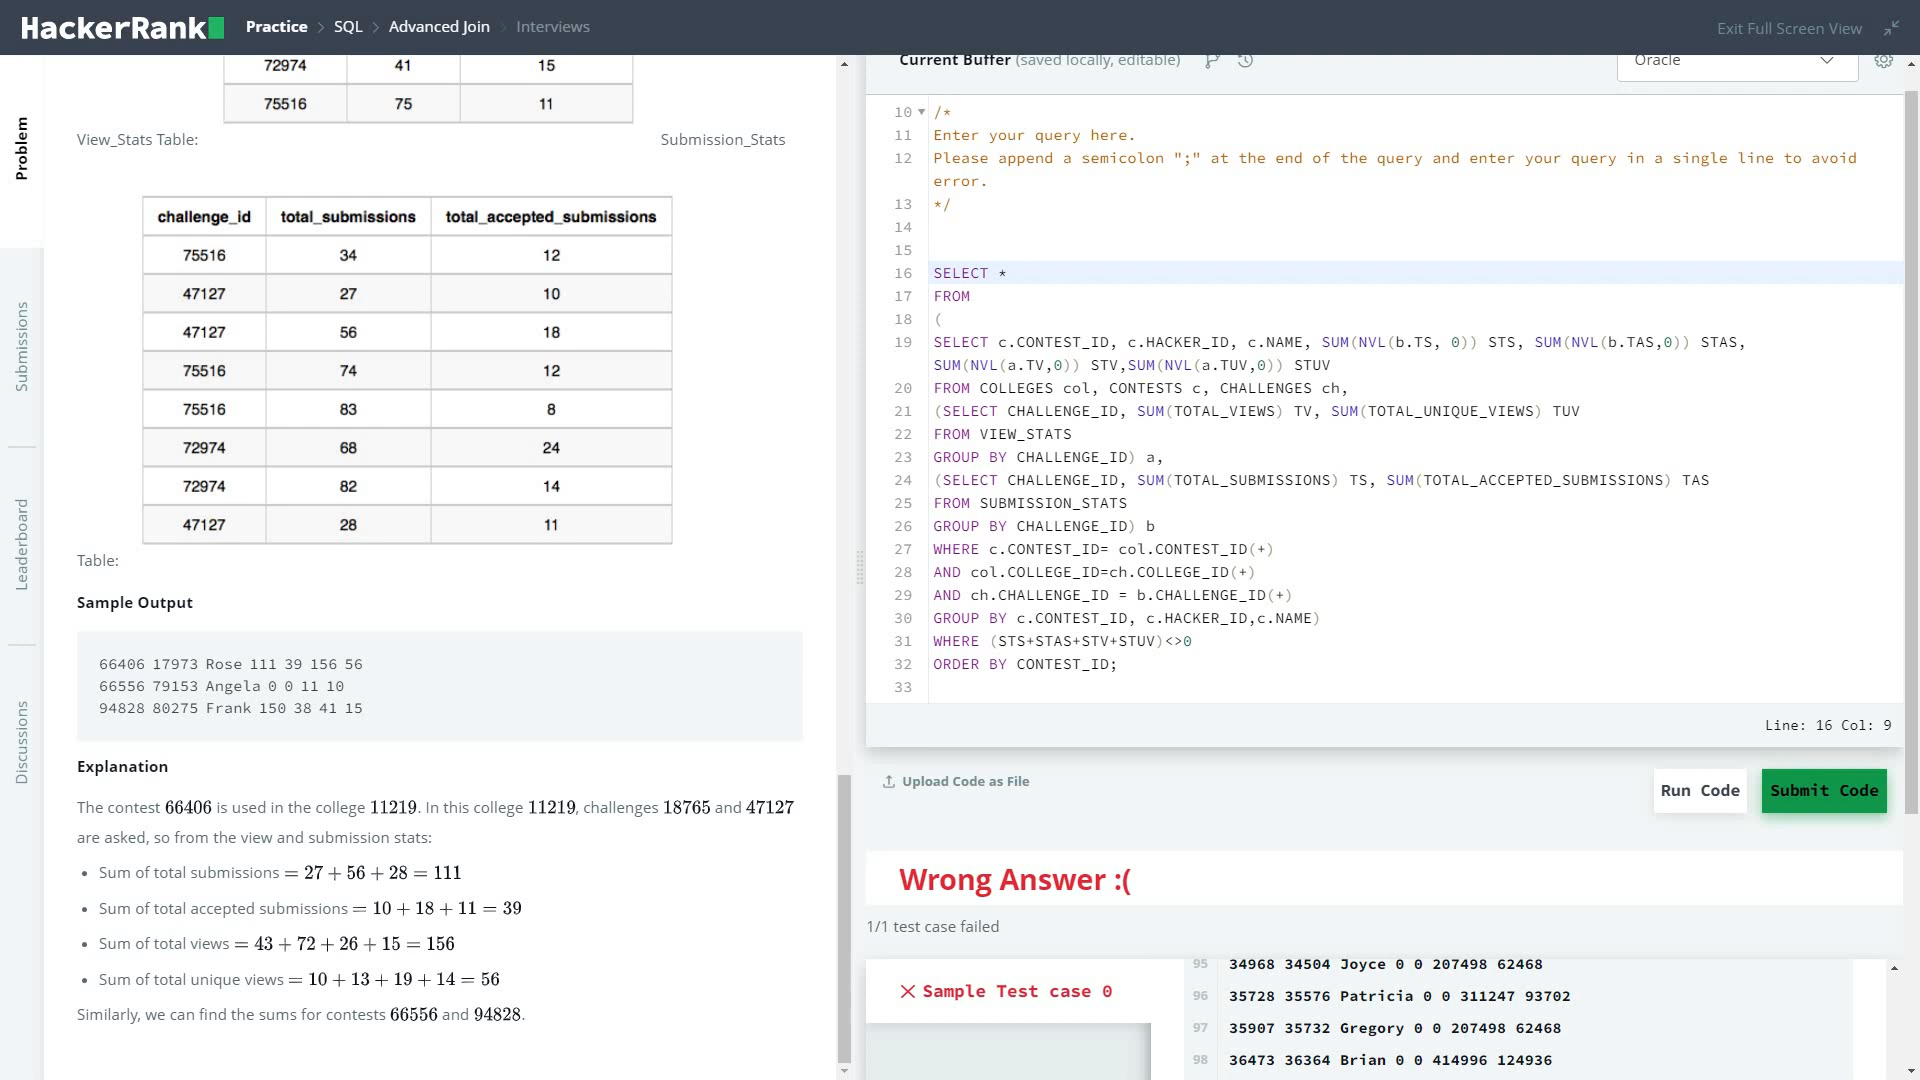 HackerRank
Practice > SQL > Advanced Join > Interviews
Exit Full Screen View
Problem
Submissions
Leaderboard
Discussions
72974 41 15
75516 75 11
View_Stats Table: Submission_Stats
challenge_id total_submissions total_accepted_submissions
75516 34 12
47127 27 10
47127 56 18
75516 74 12
75516 83 8
72974 68 24
72974 82 14
47127 28 11
Table:
Sample Output
66406 17973 Rose 111 39 156 56
66556 79153 Angela 0 0 11 10
94828 80275 Frank 150 38 41 15
Explanation
The contest 66406 is used in the college 11219. In this college 11219, challenges 18765 and 47127
are asked, so from the view and submission stats:
• Sum of total submissions = 27 + 56 + 28 = 111
• Sum of total accepted submissions = 10 + 18 + 11 = 39
• Sum of total views = 43 + 72 + 26 + 15 = 156
• Sum of total unique views = 10 + 13 + 19 + 14 = 56
Similarly, we can find the sums for contests 66556 and 94828.
Current Buffer (saved locally, editable)
Oracle
10 /*
11 Enter your query here.
12 Please append a semicolon ";" at the end of the query and enter your query in a single line to avoid
error.
13 */
14
15
16 SELECT *
17 FROM
18 (
19 SELECT c.CONTEST_ID, c.HACKER_ID, c.NAME, SUM(NVL(b.TS, 0)) STS, SUM(NVL(b.TAS,0)) STAS,
SUM(NVL(a.TV,0)) STV,SUM(NVL(a.TUV,0)) STUV
20 FROM COLLEGES col, CONTESTS c, CHALLENGES ch,
21 (SELECT CHALLENGE_ID, SUM(TOTAL_VIEWS) TV, SUM(TOTAL_UNIQUE_VIEWS) TUV
22 FROM VIEW_STATS
23 GROUP BY CHALLENGE_ID) a,
24 (SELECT CHALLENGE_ID, SUM(TOTAL_SUBMISSIONS) TS, SUM(TOTAL_ACCEPTED_SUBMISSIONS) TAS
25 FROM SUBMISSION_STATS
26 GROUP BY CHALLENGE_ID) b
27 WHERE c.CONTEST_ID= col.CONTEST_ID(+)
28 AND col.COLLEGE_ID=ch.COLLEGE_ID(+)
29 AND ch.CHALLENGE_ID = b.CHALLENGE_ID(+)
30 GROUP BY c.CONTEST_ID, c.HACKER_ID,c.NAME)
31 WHERE (STS+STAS+STV+STUV)<>0
32 ORDER BY CONTEST_ID;
33
Line: 16 Col: 9
Upload Code as File
Run Code
Submit Code
Wrong Answer :(
1/1 test case failed
Sample Test case 0
95 34968 34504 Joyce 0 0 207498 62468
96 35728 35576 Patricia 0 0 311247 93702
97 35907 35732 Gregory 0 0 207498 62468
98 36473 36364 Brian 0 0 414996 124936